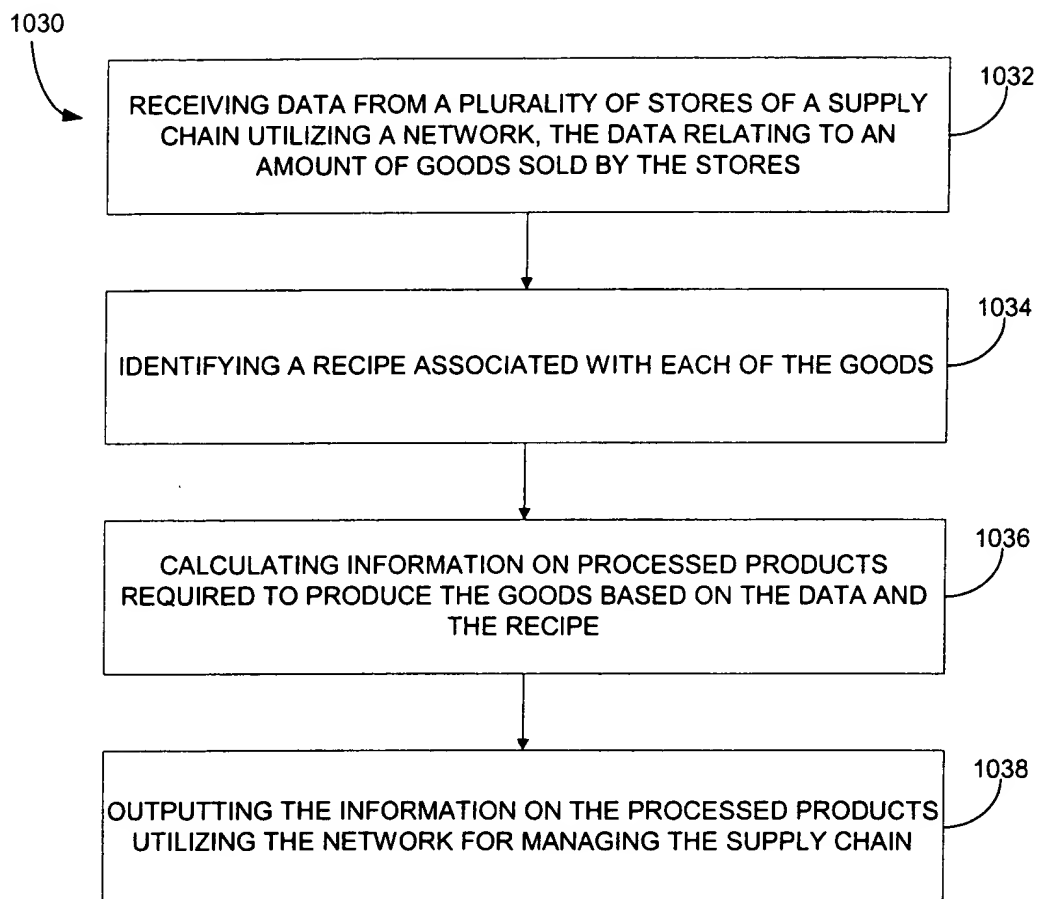 1030
1032
RECEIVING DATA FROM A PLURALITY OF STORES OF A SUPPLY
CHAIN UTILIZING A NETWORK, THE DATA RELATING TO AN
AMOUNT OF GOODS SOLD BY THE STORES
1034
IDENTIFYING A RECIPE ASSOCIATED WITH EACH OF THE GOODS
1036
CALCULATING INFORMATION ON PROCESSED PRODUCTS
REQUIRED TO PRODUCE THE GOODS BASED ON THE DATA AND
THE RECIPE
1038
OUTPUTTING THE INFORMATION ON THE PROCESSED PRODUCTS
UTILIZING THE NETWORK FOR MANAGING THE SUPPLY CHAIN